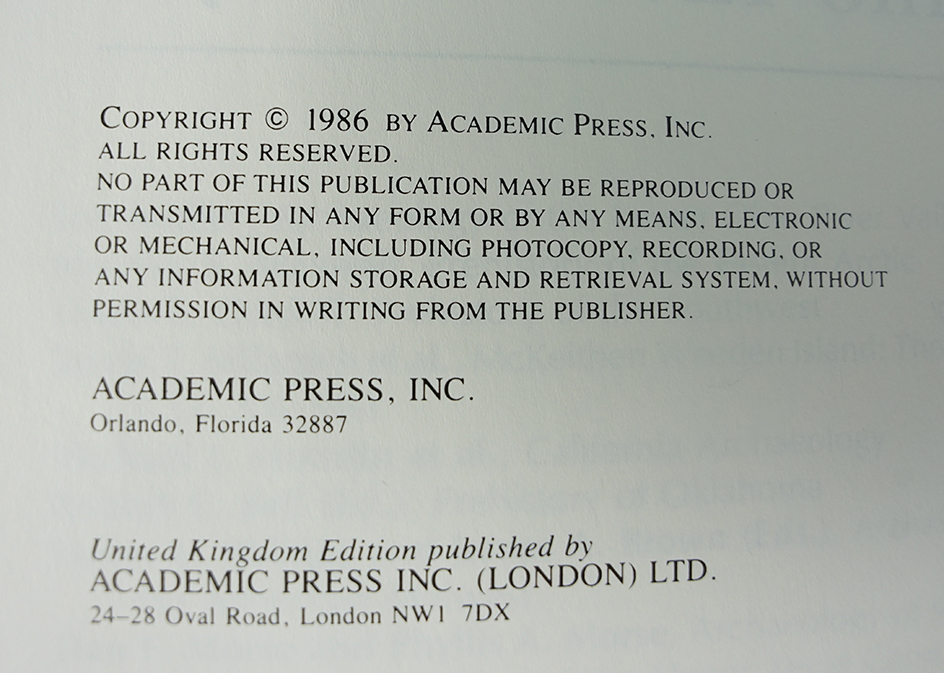 COPYRIGHT © 1986 BY ACADEMIC PRESS, INC.
ALL RIGHTS RESERVED.
NO PART OF THIS PUBLICATION MAY BE REPRODUCED OR
TRANSMITTED IN ANY FORM OR BY ANY MEANS, ELECTRONIC
OR MECHANICAL, INCLUDING PHOTOCOPY, RECORDING, OR
ANY INFORMATION STORAGE AND RETRIEVAL SYSTEM, WITHOUT
PERMISSION IN WRITING FROM THE PUBLISHER.
ACADEMIC PRESS, INC.
Orlando, Florida 32887
United Kingdom Edition published by
ACADEMIC PRESS INC. (LONDON) LTD.
24–28 Oval Road, London NW1 7DX